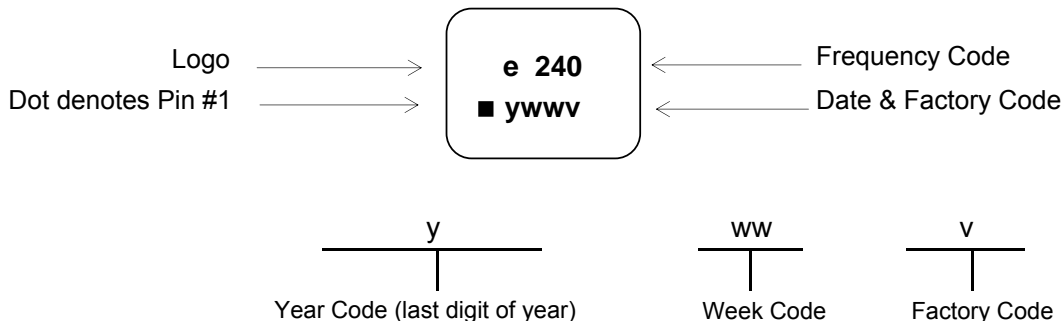 Logo
e 240
Frequency Code
Dot denotes Pin #1
■ ywwv
Date & Factory Code
y
ww
v
Year Code (last digit of year)
Week Code
Factory Code